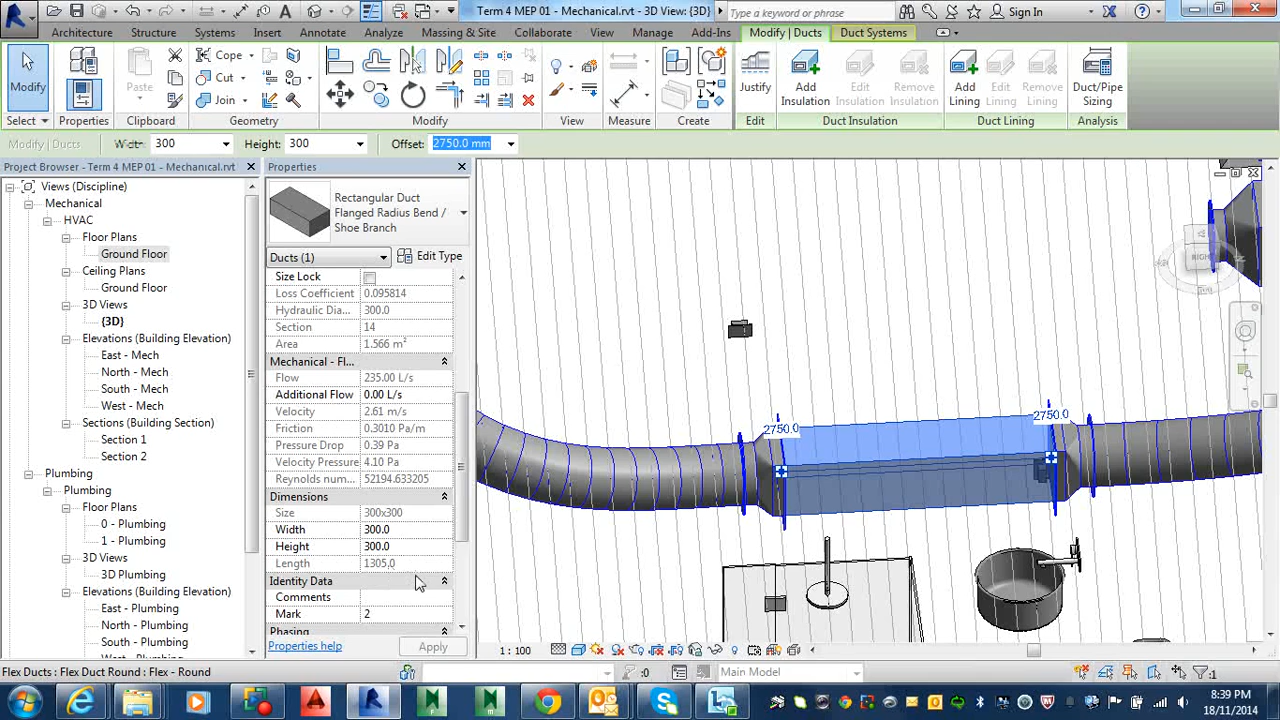 Term 4 MEP 01 - Mechanical.rvt - 3D View: {3D}
Type a keyword or phrase
Sign In
Architecture Structure Systems Insert Annotate Analyze Massing & Site Collaborate View Manage Add-Ins Modify | Ducts Duct Systems
Modify
Properties
Paste
Cope
Cut
Join
Justify
Add Insulation
Edit Insulation
Remove Insulation
Add Lining
Edit Lining
Remove Lining
Duct/Pipe Sizing
Select Properties Clipboard Geometry Modify View Measure Create Edit Duct Insulation Duct Lining Analysis
Modify | Ducts Width: 300 Height: 300 Offset: 2750.0 mm
Project Browser - Term 4 MEP 01 - Mechanical.rvt
Views (Discipline)
Mechanical
HVAC
Floor Plans
Ground Floor
Ceiling Plans
Ground Floor
3D Views
{3D}
Elevations (Building Elevation)
East - Mech
North - Mech
South - Mech
West - Mech
Sections (Building Section)
Section 1
Section 2
Plumbing
Plumbing
Floor Plans
0 - Plumbing
1 - Plumbing
3D Views
3D Plumbing
Elevations (Building Elevation)
East - Plumbing
North - Plumbing
South - Plumbing
West - Plumbing
Properties
Rectangular Duct
Flanged Radius Bend /
Shoe Branch
Ducts (1) Edit Type
Size Lock
Loss Coefficient 0.095814
Hydraulic Dia... 300.0
Section 14
Area 1.566 m²
Mechanical - Fl...
Flow 235.00 L/s
Additional Flow 0.00 L/s
Velocity 2.61 m/s
Friction 0.3010 Pa/m
Pressure Drop 0.39 Pa
Velocity Pressure 4.10 Pa
Reynolds num... 52194.633205
Dimensions
Size 300x300
Width 300.0
Height 300.0
Length 1305.0
Identity Data
Comments
Mark 2
Phasing
Properties help Apply
2750.0
2750.0
RIGHT
1 : 100
Flex Ducts : Flex Duct Round : Flex - Round
:0
Main Model
:1
8:39 PM
18/11/2014